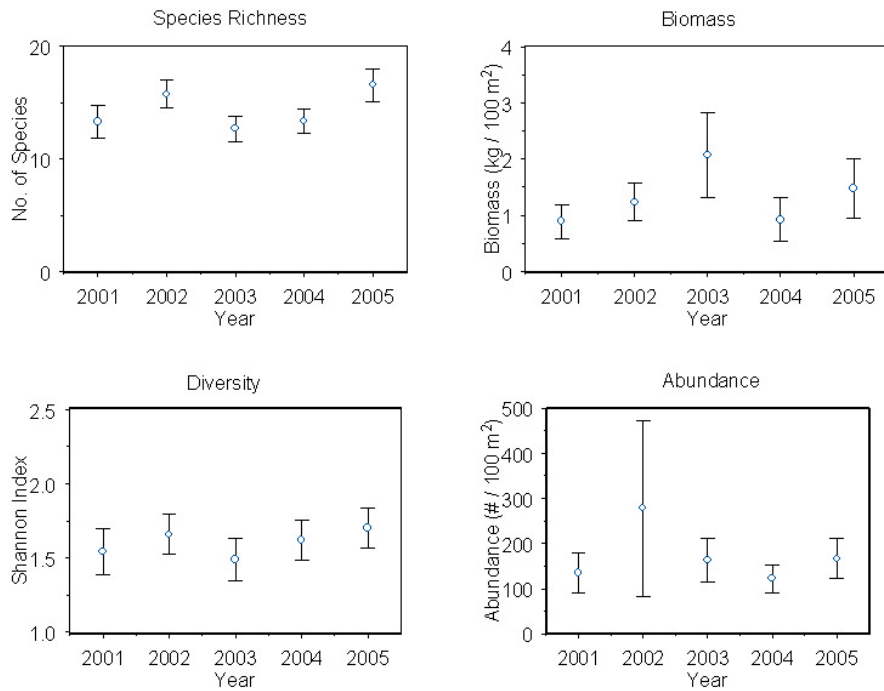 Species Richness
No. of Species
20
10
0
2001 2002 2003 2004 2005
Year
Biomass
Biomass (kg / 100 m²)
4
3
2
1
0
2001 2002 2003 2004 2005
Year
Diversity
Shannon Index
2.5
2.0
1.5
1.0
2001 2002 2003 2004 2005
Year
Abundance
Abundance (# / 100 m²)
500
400
300
200
100
0
2001 2002 2003 2004 2005
Year